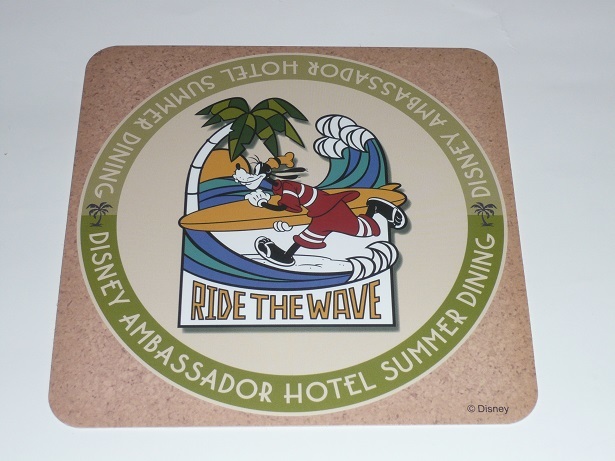 DISNEY AMBASSADOR HOTEL SUMMER DINING
RIDE THE WAVE
DISNEY AMBASSADOR HOTEL SUMMER DINING
© Disney